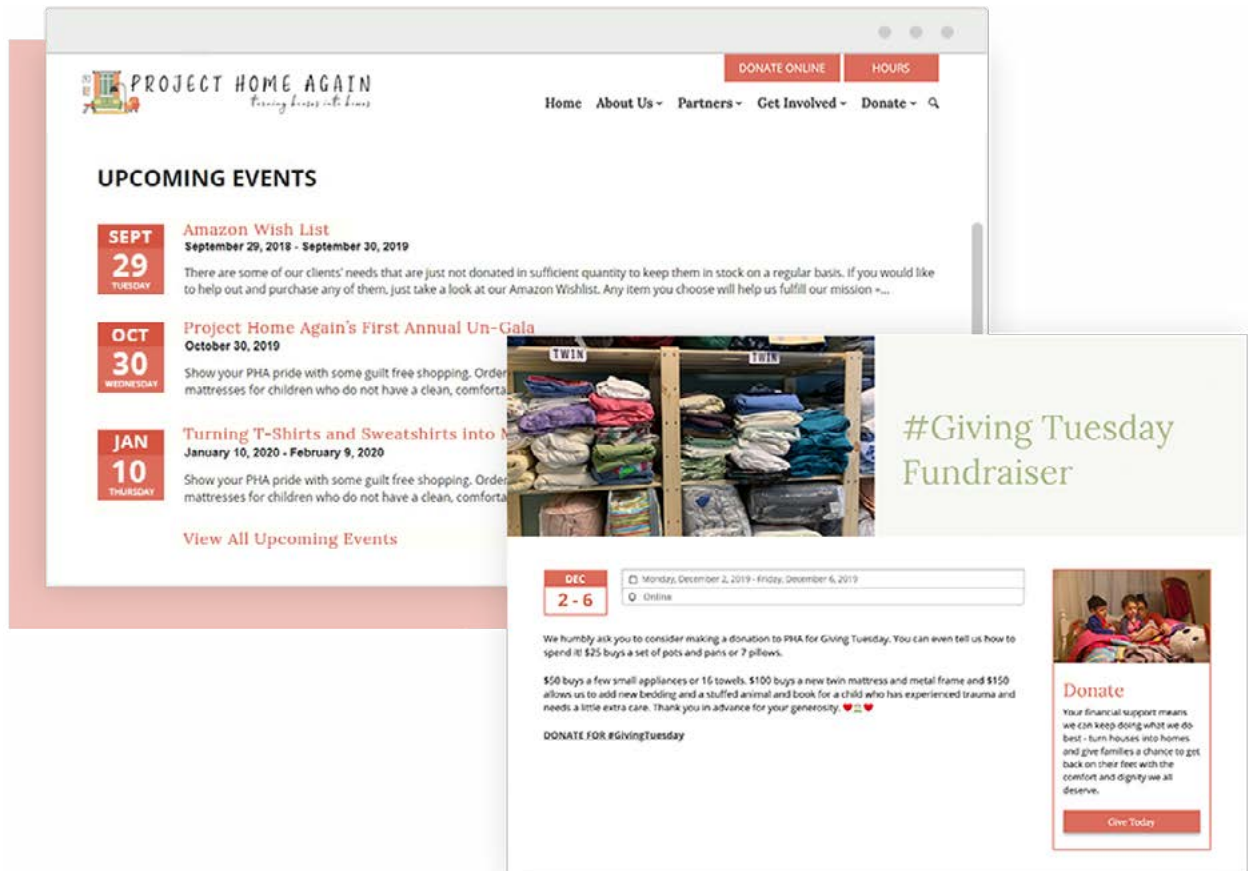 DONATE ONLINE
HOURS
PROJECT HOME AGAIN
turning houses into homes
Home About Us Partners Get Involved Donate
UPCOMING EVENTS
SEPT
29
TUESDAY
Amazon Wish List
September 29, 2018 - September 30, 2019
There are some of our clients' needs that are just not donated in sufficient quantity to keep them in stock on a regular basis. If you would like
to help out and purchase any of them, just take a look at our Amazon Wishlist. Any item you choose will help us fulfill our mission =...
OCT
30
WEDNESDAY
Project Home Again's First Annual Un-Gala
October 30, 2019
Show your PHA pride with some guilt free shopping. Order
mattresses for children who do not have a clean, comforta
JAN
10
THURSDAY
Turning T-Shirts and Sweatshirts into
January 10, 2020 - February 9, 2020
Show your PHA pride with some guilt free shopping. Order
mattresses for children who do not have a clean, comforta
View All Upcoming Events
TWIN
TWIN
#Giving Tuesday
Fundraiser
DEC
2 - 6
Monday, December 2, 2019 - Friday, December 6, 2019
Online
We humbly ask you to consider making a donation to PHA for Giving Tuesday. You can even tell us how to
spend it! $25 buys a set of pots and pans or 7 pillows.
$50 buys a few small appliances or 16 towels. $100 buys a new twin mattress and metal frame and $150
allows us to add new bedding and a stuffed animal and book for a child who has experienced trauma and
needs a little extra care. Thank you in advance for your generosity.
DONATE FOR #GivingTuesday
Donate
Your financial support means
we can keep doing what we do
best - turn houses into homes
and give families a chance to get
back on their feet with the
comfort and dignity we all
deserve.
Give Today